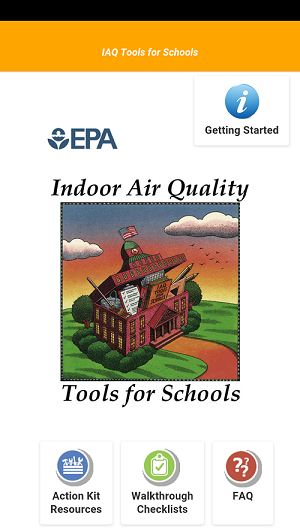 IAQ Tools for Schools
Getting Started
EPA
Indoor Air Quality
Tools for Schools
Action Kit
Resources
Walkthrough
Checklists
FAQ